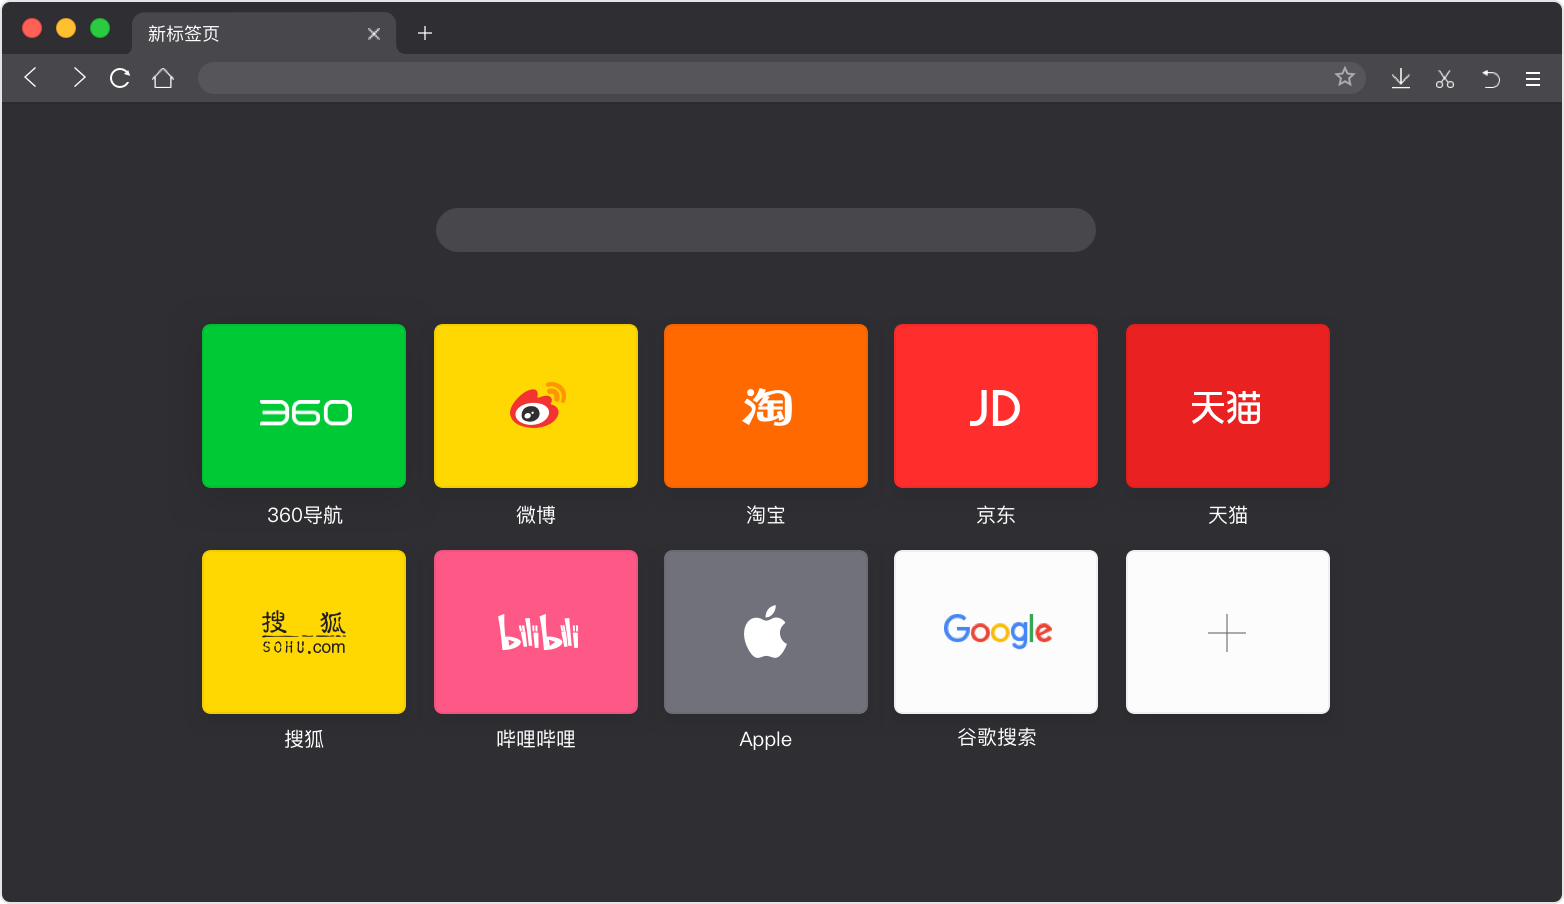 新标签页
360
淘
JD
天猫
360导航
微博
淘宝
京东
天猫
搜 狐
SOHU.com
bilibili
Google
搜狐
哔哩哔哩
Apple
谷歌搜索